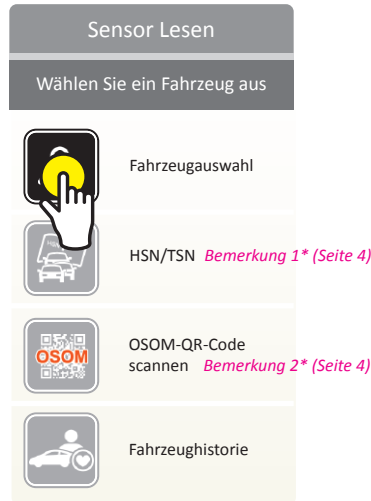 Sensor Lesen
Wählen Sie ein Fahrzeug aus
Fahrzeugauswahl
HSN/TSN Bemerkung 1* (Seite 4)
OSOM
OSOM-QR-Code
scannen Bemerkung 2* (Seite 4)
Fahrzeughistorie